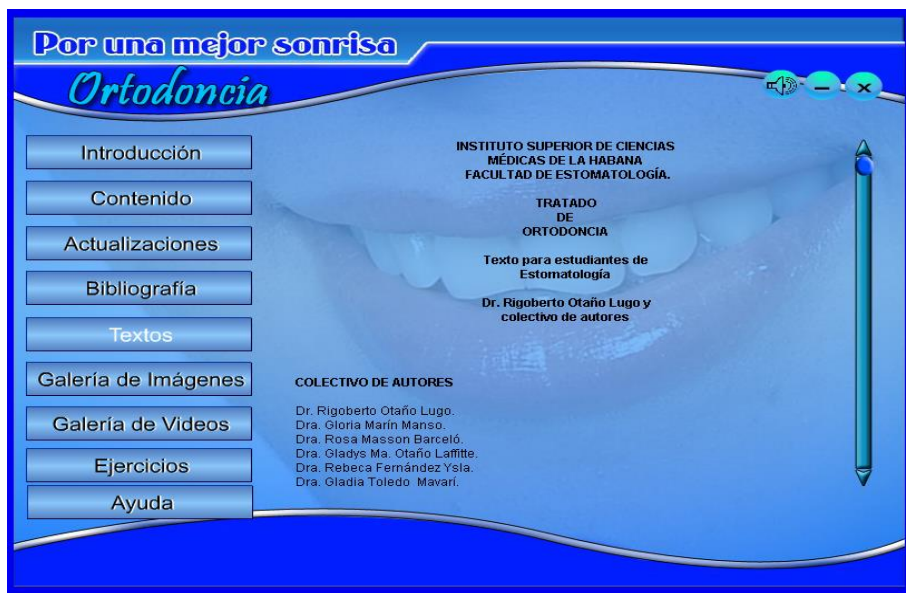 Por una mejor sonrisa
Ortodoncia
Introducción
Contenido
Actualizaciones
Bibliografía
Textos
Galería de Imágenes
Galería de Videos
Ejercicios
Ayuda
INSTITUTO SUPERIOR DE CIENCIAS
MÉDICAS DE LA HABANA
FACULTAD DE ESTOMATOLOGÍA.
TRATADO
DE
ORTODONCIA
Texto para estudiantes de
Estomatología
Dr. Rigoberto Otaño Lugo y
colectivo de autores
COLECTIVO DE AUTORES
Dr. Rigoberto Otaño Lugo.
Dra. Gloria Marín Manso.
Dra. Rosa Masson Barceló.
Dra. Gladys Ma. Otaño Laffitte.
Dra. Rebeca Fernández Ysla.
Dra. Gladia Toledo Mavarí.